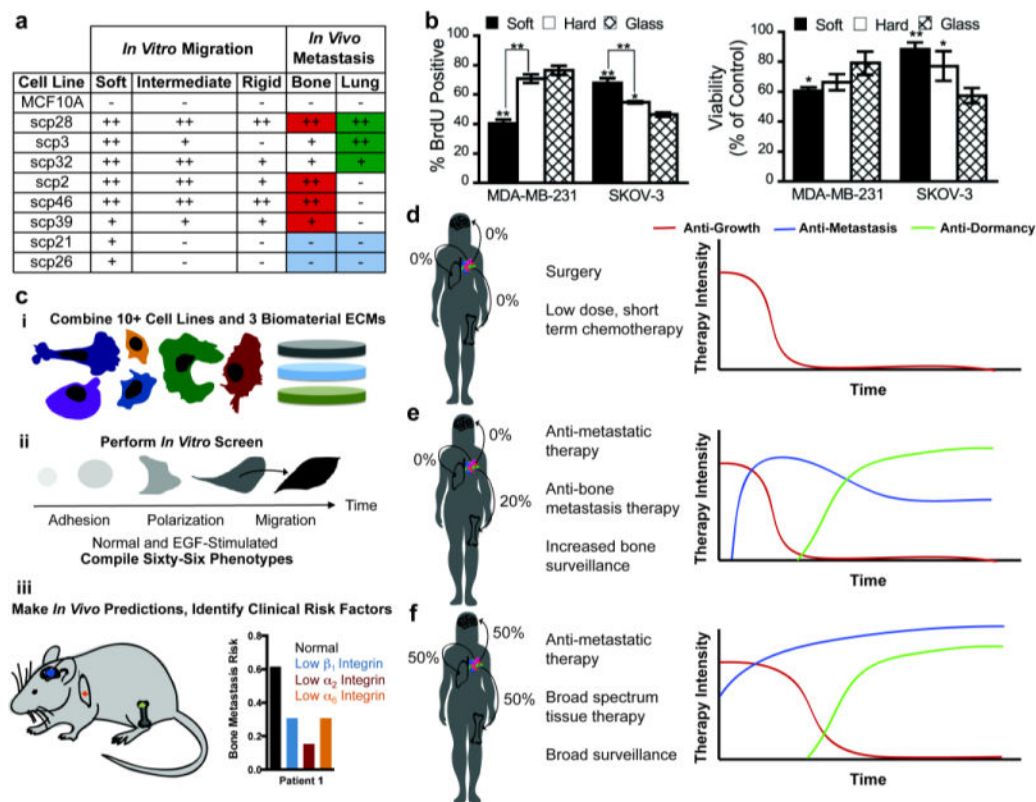 a
In Vitro Migration
In Vivo Metastasis
Cell Line Soft Intermediate Rigid Bone Lung
MCF10A - - - - -
scp28 ++ ++ ++ ++ ++
scp3 ++ + - + ++
scp32 ++ ++ + + +
scp2 ++ ++ + ++ -
scp46 ++ ++ ++ ++ -
scp39 + + + + -
scp21 + - - - -
scp26 + - - - -
b
Soft Hard Glass
% BrdU Positive
100
80
60
40
20
**
**
**
**
*
MDA-MB-231 SKOV-3
Soft Hard Glass
Viability
(% of Control)
100
80
60
40
20
0
*
**
*
MDA-MB-231 SKOV-3
c
i
Combine 10+ Cell Lines and 3 Biomaterial ECMs
ii
Perform In Vitro Screen
Time
Adhesion Polarization Migration
Normal and EGF-Stimulated
Compile Sixty-Six Phenotypes
iii
Make In Vivo Predictions, Identify Clinical Risk Factors
Bone Metastasis Risk
0.8
0.6
0.4
0.2
0.0
Normal
Low β1 Integrin
Low α2 Integrin
Low α6 Integrin
Patient 1
d
0%
0%
0%
Surgery
Low dose, short
term chemotherapy
Anti-Growth Anti-Metastasis Anti-Dormancy
Therapy Intensity
Time
e
0%
0%
20%
Anti-metastatic
therapy
Anti-bone
metastasis therapy
Increased bone
surveillance
Therapy Intensity
Time
f
50%
50%
50%
Anti-metastatic
therapy
Broad spectrum
tissue therapy
Broad surveillance
Therapy Intensity
Time